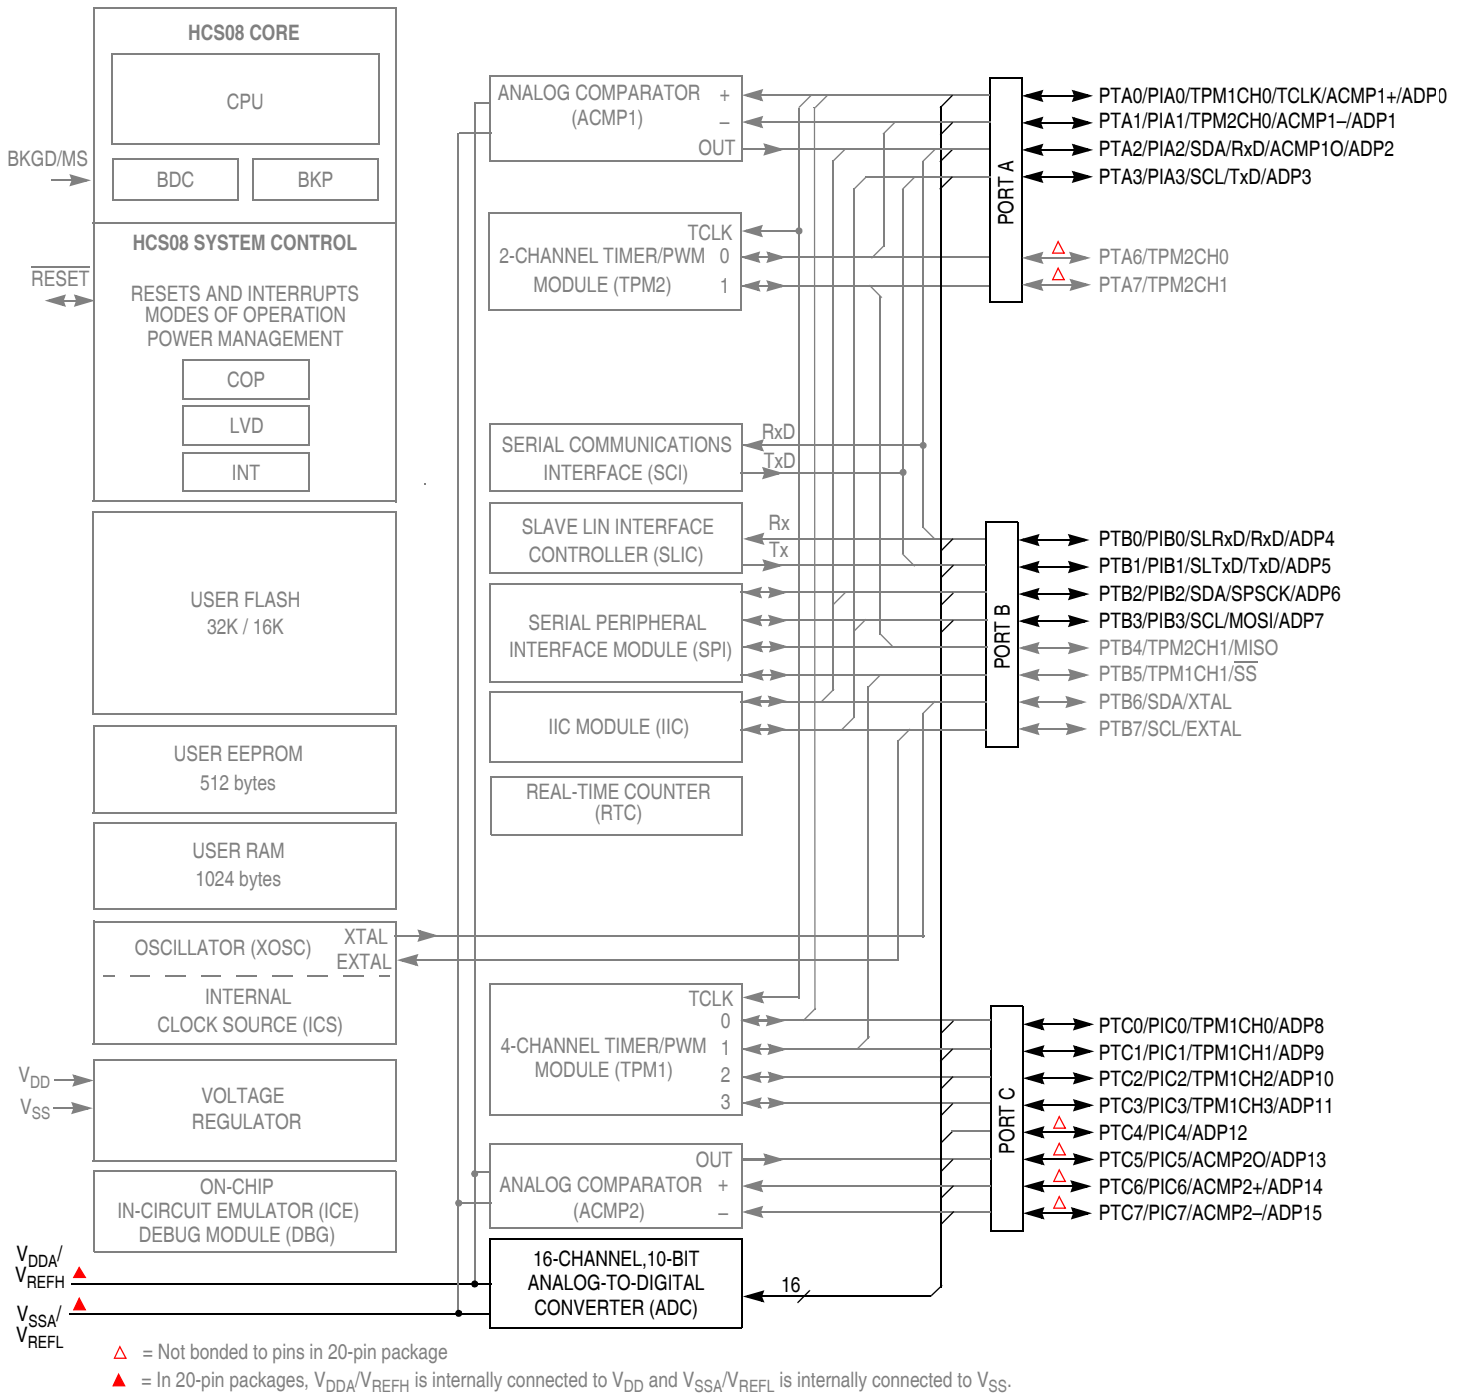 HCS08 CORE
CPU
BDC
BKP
BKGD/MS
HCS08 SYSTEM CONTROL
RESET
RESETS AND INTERRUPTS
MODES OF OPERATION
POWER MANAGEMENT
COP
LVD
INT
USER FLASH
32K / 16K
USER EEPROM
512 bytes
USER RAM
1024 bytes
OSCILLATOR (XOSC)
XTAL
EXTAL
INTERNAL
CLOCK SOURCE (ICS)
VDD
VSS
VOLTAGE
REGULATOR
ON-CHIP
IN-CIRCUIT EMULATOR (ICE)
DEBUG MODULE (DBG)
VDDA/
VREFH
VSSA/
VREFL
ANALOG COMPARATOR
(ACMP1)
+
–
OUT
TCLK
2-CHANNEL TIMER/PWM
MODULE (TPM2)
0
1
SERIAL COMMUNICATIONS
INTERFACE (SCI)
RxD
TxD
SLAVE LIN INTERFACE
CONTROLLER (SLIC)
Rx
Tx
SERIAL PERIPHERAL
INTERFACE MODULE (SPI)
IIC MODULE (IIC)
REAL-TIME COUNTER
(RTC)
TCLK
0
4-CHANNEL TIMER/PWM
MODULE (TPM1)
1
2
3
OUT
ANALOG COMPARATOR
(ACMP2)
+
–
16-CHANNEL,10-BIT
ANALOG-TO-DIGITAL
CONVERTER (ADC)
16
PORT A
PTA0/PIA0/TPM1CH0/TCLK/ACMP1+/ADP0
PTA1/PIA1/TPM2CH0/ACMP1–/ADP1
PTA2/PIA2/SDA/RxD/ACMP1O/ADP2
PTA3/PIA3/SCL/TxD/ADP3
PTA6/TPM2CH0
PTA7/TPM2CH1
PORT B
PTB0/PIB0/SLRxD/RxD/ADP4
PTB1/PIB1/SLTxD/TxD/ADP5
PTB2/PIB2/SDA/SPSCK/ADP6
PTB3/PIB3/SCL/MOSI/ADP7
PTB4/TPM2CH1/MISO
PTB5/TPM1CH1/SS
PTB6/SDA/XTAL
PTB7/SCL/EXTAL
PORT C
PTC0/PIC0/TPM1CH0/ADP8
PTC1/PIC1/TPM1CH1/ADP9
PTC2/PIC2/TPM1CH2/ADP10
PTC3/PIC3/TPM1CH3/ADP11
PTC4/PIC4/ADP12
PTC5/PIC5/ACMP2O/ADP13
PTC6/PIC6/ACMP2+/ADP14
PTC7/PIC7/ACMP2–/ADP15
△ = Not bonded to pins in 20-pin package
▲ = In 20-pin packages, VDDA/VREFH is internally connected to VDD and VSSA/VREFL is internally connected to VSS.